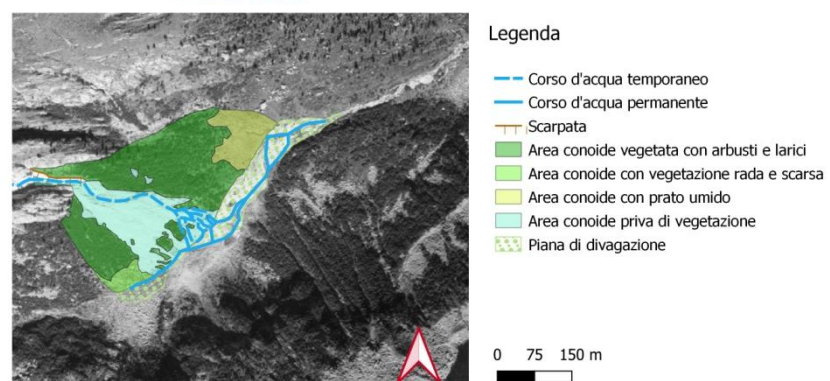 Legenda
Corso d'acqua temporaneo
Corso d'acqua permanente
Scarpata
Area conoide vegetata con arbusti e larici
Area conoide con vegetazione rada e scarsa
Area conoide con prato umido
Area conoide priva di vegetazione
Piana di divagazione
0 75 150 m